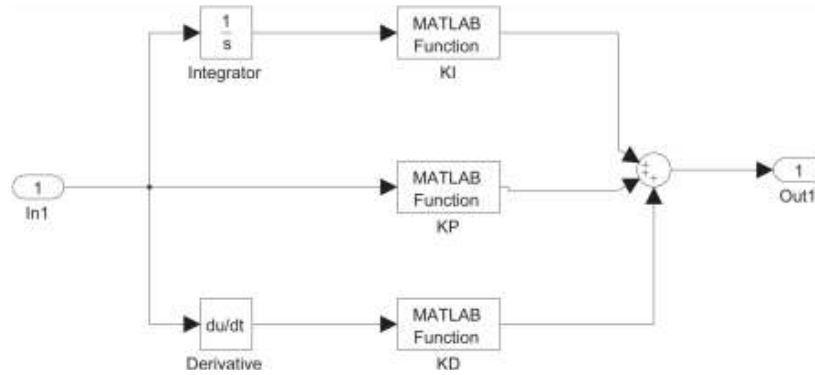 1
s
Integrator
MATLAB
Function
KI
1
In1
MATLAB
Function
KP
+
+
+
1
Out1
du/dt
Derivative
MATLAB
Function
KD